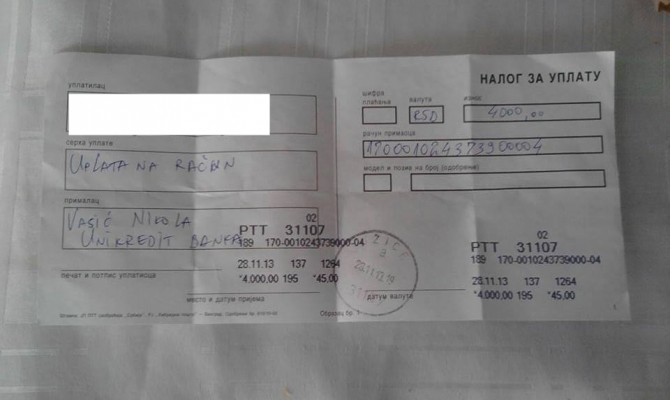 НАЛОГ ЗА УПЛАТУ
уплатилац
шифра
плаћања
валута
износ
RSD
4000,00
сврха уплате
рачун примаоца
UPLATA NA RAČUN
170001024373900004
модел и позив на број (одобрење)
прималац
VASIĆ NIKOLA
UNIKREDIT BANKA
02
PTT 31107
189 170-0010243739000-04
28.11.13 137 1264
*4.000,00 195 *45,00
02
PTT 31107
189 170-0010243739000-04
28.11.13 137 1264
*4.000,00 195 *45,00
печат и потпис уплатиоца
место и датум пријема
датум валуте
Образац бр. 1